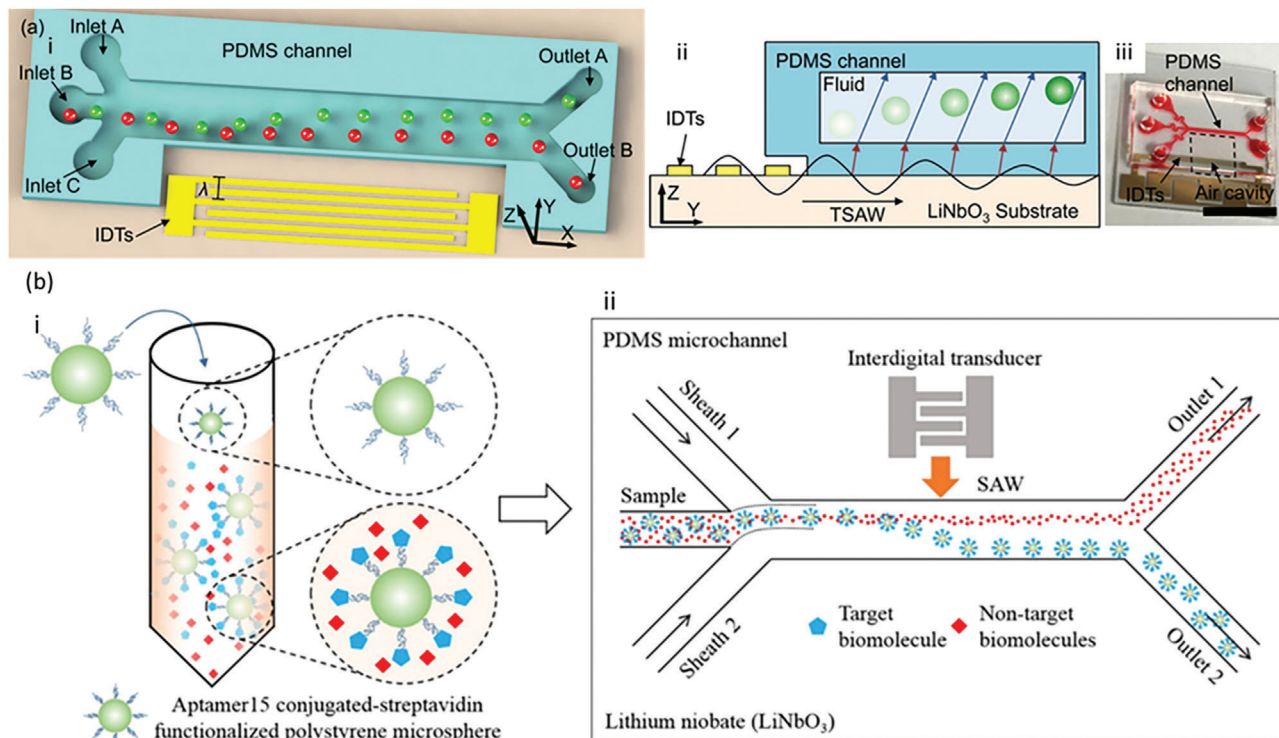 (a)
i
Inlet A
Inlet B
Inlet C
PDMS channel
Outlet A
Outlet B
λ
IDTs
Z
Y
X
ii
PDMS channel
Fluid
IDTs
Z
Y
TSAW
LiNbO3 Substrate
iii
PDMS
channel
IDTs
Air cavity
(b)
i
Aptamer15 conjugated-streptavidin
functionalized polystyrene microsphere
ii
PDMS microchannel
Interdigital transducer
Sheath 1
Sample
Sheath 2
SAW
Outlet 1
Outlet 2
Target
biomolecule
Non-target
biomolecules
Lithium niobate (LiNbO3)